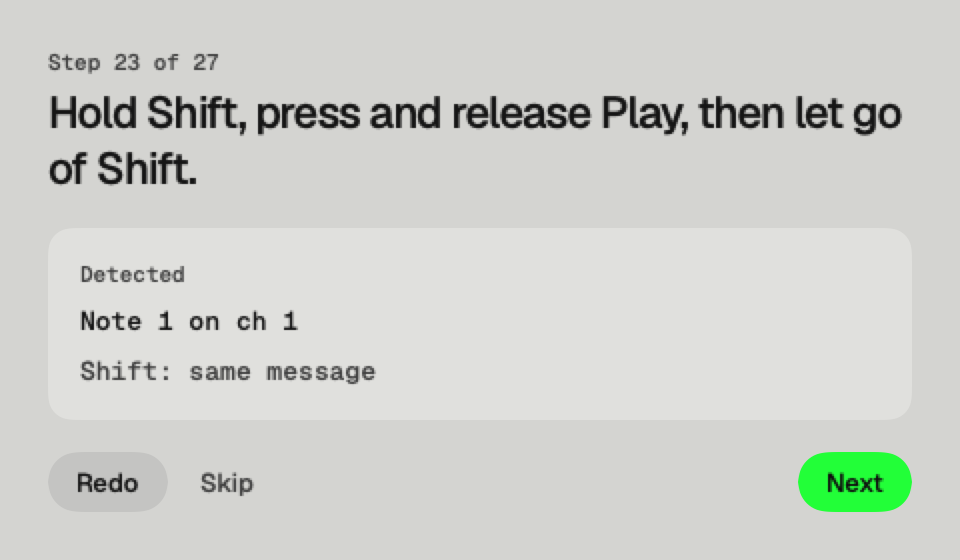 Step 23 of 27
Hold Shift, press and release Play, then let go
of Shift.
Detected
Note 1 on ch 1
Shift: same message
Redo
Skip
Next